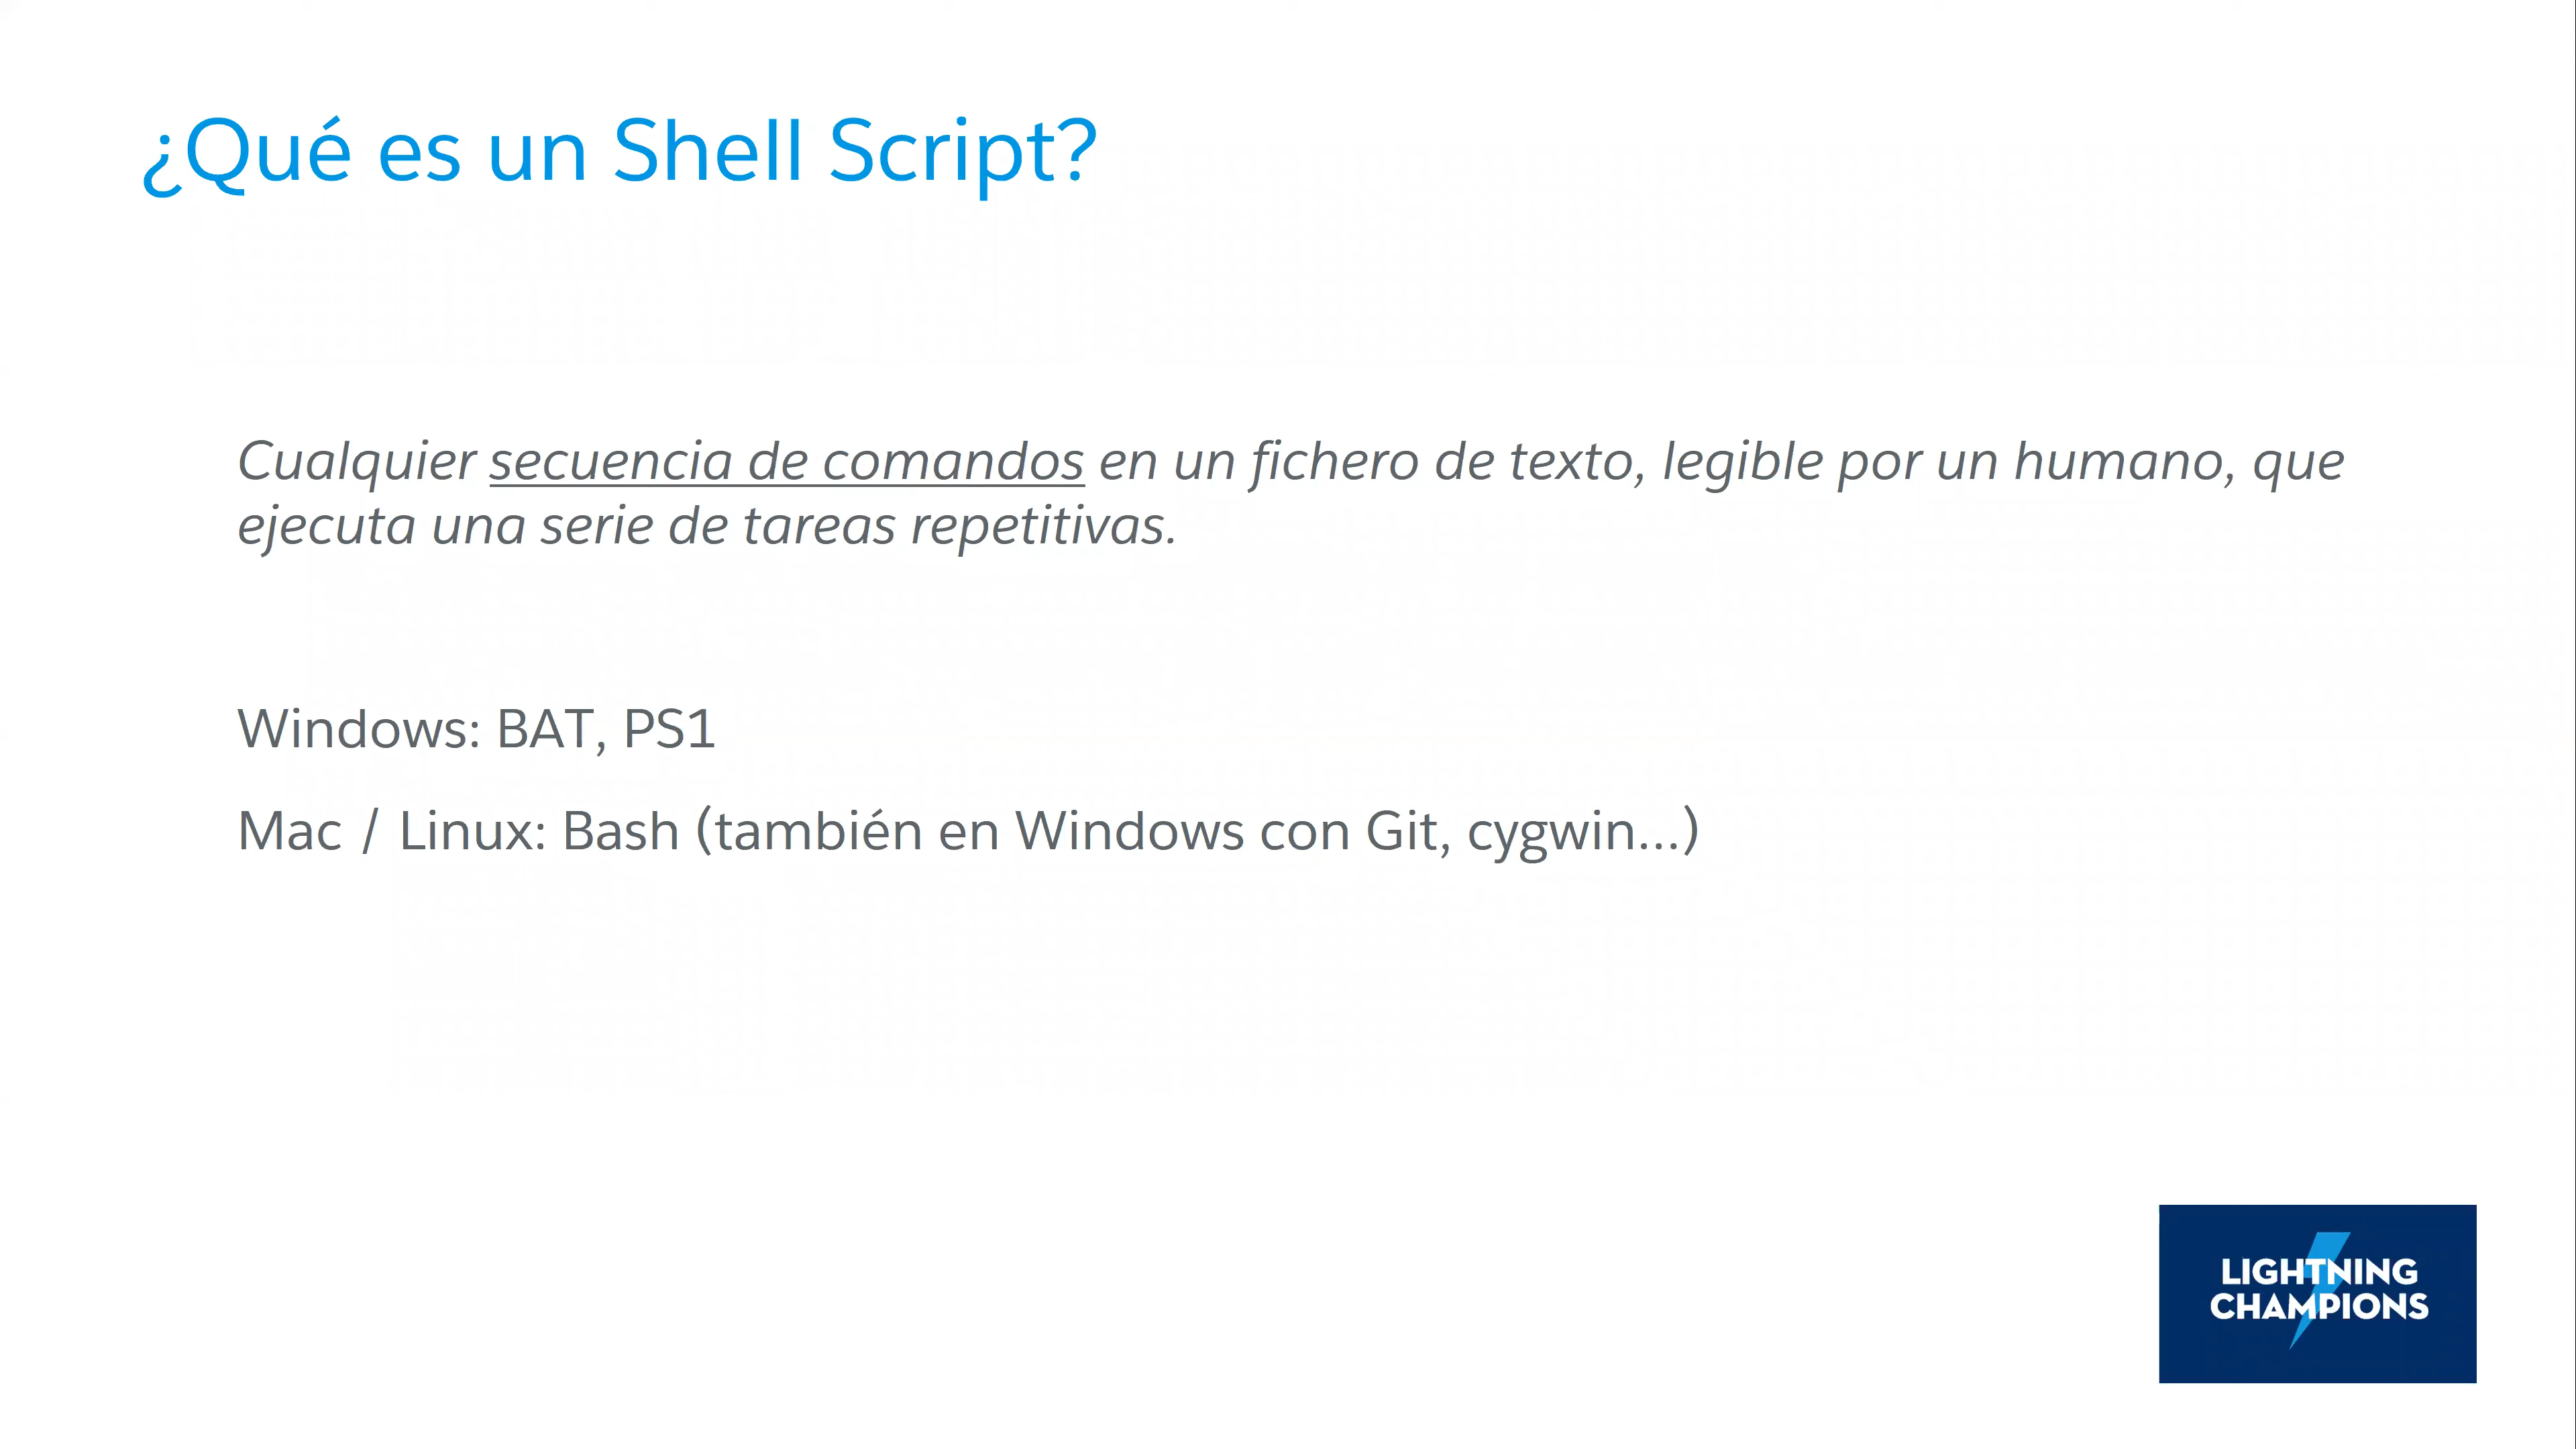 ¿Qué es un Shell Script?
Cualquier secuencia de comandos en un fichero de texto, legible por un humano, que
ejecuta una serie de tareas repetitivas.
Windows: BAT, PS1
Mac / Linux: Bash (también en Windows con Git, cygwin...)
LIGHTNING
CHAMPIONS